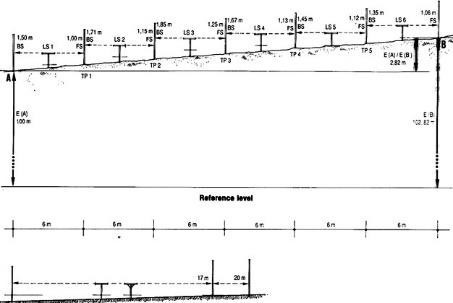 1,50 m
BS
LS 1
1,00 m
FS
1,71 m
BS
LS 2
1,15 m
FS
1,85 m
BS
LS 3
1,25 m
FS
1,67 m
BS
LS 4
1,13 m
FS
1,45 m
BS
LS 5
1,12 m
FS
1,35 m
BS
LS 6
1,06 m
FS
A
TP 1
TP 2
TP 3
TP 4
TP 5
B
E (A) / E (B)
2.82 m
E (A)
100 m
E (B)
102,82 m
Reference level
6 m 6 m 6 m 6 m 6 m 6 m
17 m 20 m